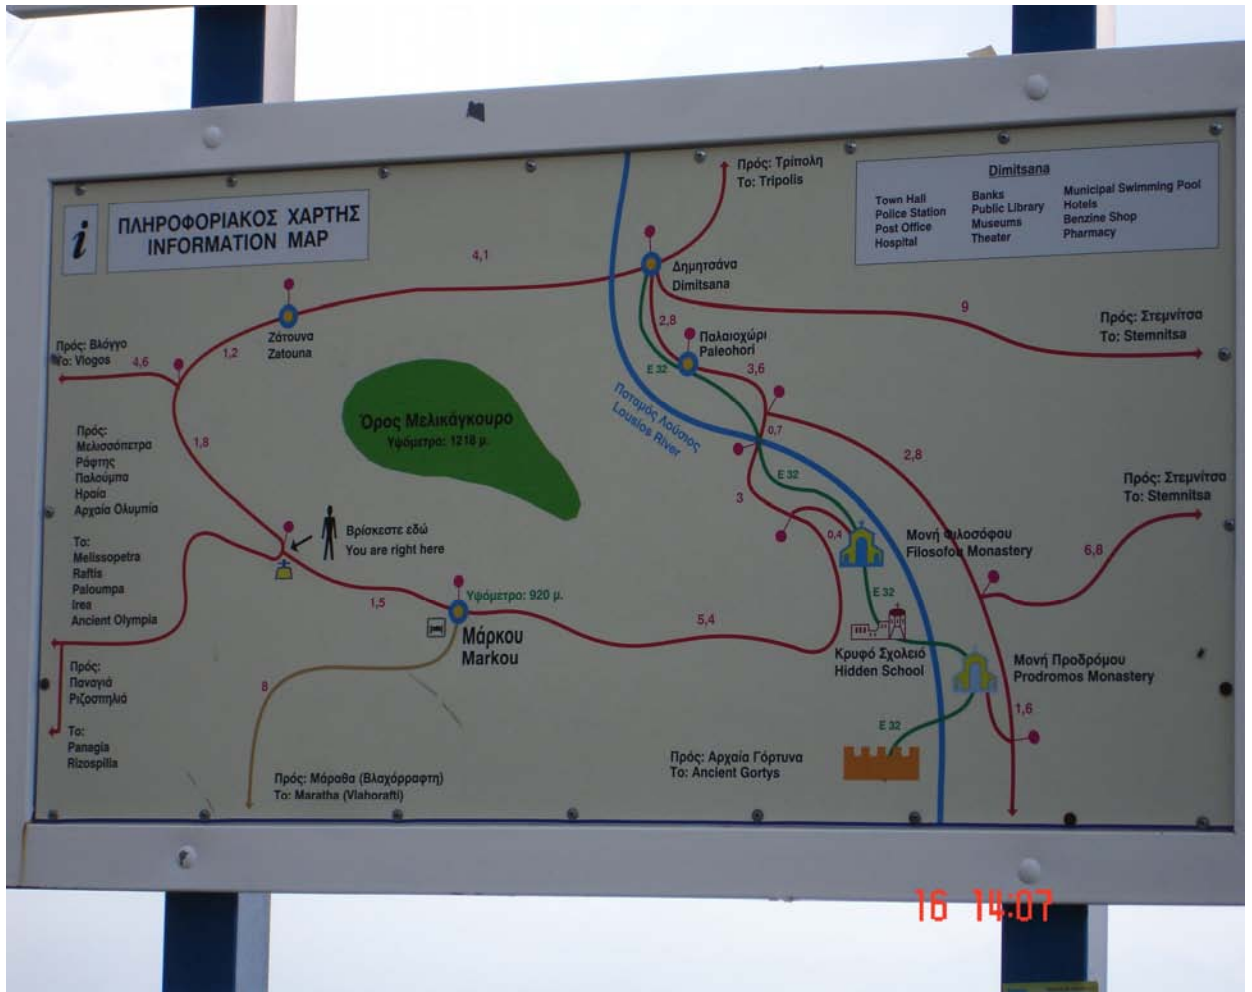 i
ΠΛΗΡΟΦΟΡΙΑΚΟΣ ΧΑΡΤΗΣ
INFORMATION MAP
Πρός: Τρίπολη
To: Tripolis
Dimitsana
Town Hall
Police Station
Post Office
Hospital
Banks
Public Library
Museums
Theater
Municipal Swimming Pool
Hotels
Benzine Shop
Pharmacy
4,1
Δημητσάνα
Dimitsana
9
Πρός: Στεμνίτσα
To: Stemnitsa
Ζάτουνα
Zatouna
1,2
Πρός: Βλόγγο
To: Vlogos
4,6
2,8
Παλαιοχώρι
Paleohori
E 32
3,6
Ποταμός Λούσιος
Lousios River
0,7
Όρος Μελικάγκουρο
Υψόμετρο: 1218 μ.
Πρός:
Μελισσόπετρα
Ράφτης
Παλούμπα
Ηραία
Αρχαία Ολυμπία
1,8
2,8
E 32
3
Πρός: Στεμνίτσα
To: Stemnitsa
Βρίσκεστε εδώ
You are right here
To:
Melissopetra
Raftis
Paloumpa
Irea
Ancient Olympia
0,4
Μονή Φιλοσόφου
Filosofou Monastery
6,8
1,5
Υψόμετρο: 920 μ.
Μάρκου
Markou
5,4
E 32
Κρυφό Σχολειό
Hidden School
Μονή Προδρόμου
Prodromos Monastery
Πρός:
Παναγιά
Ριζοσπηλιά
8
1,6
E 32
To:
Panagia
Rizospilia
Πρός: Αρχαία Γόρτυνα
To: Ancient Gortys
Πρός: Μάραθα (Βλαχόρραφτη)
To: Maratha (Vlahorafti)
16 14:07